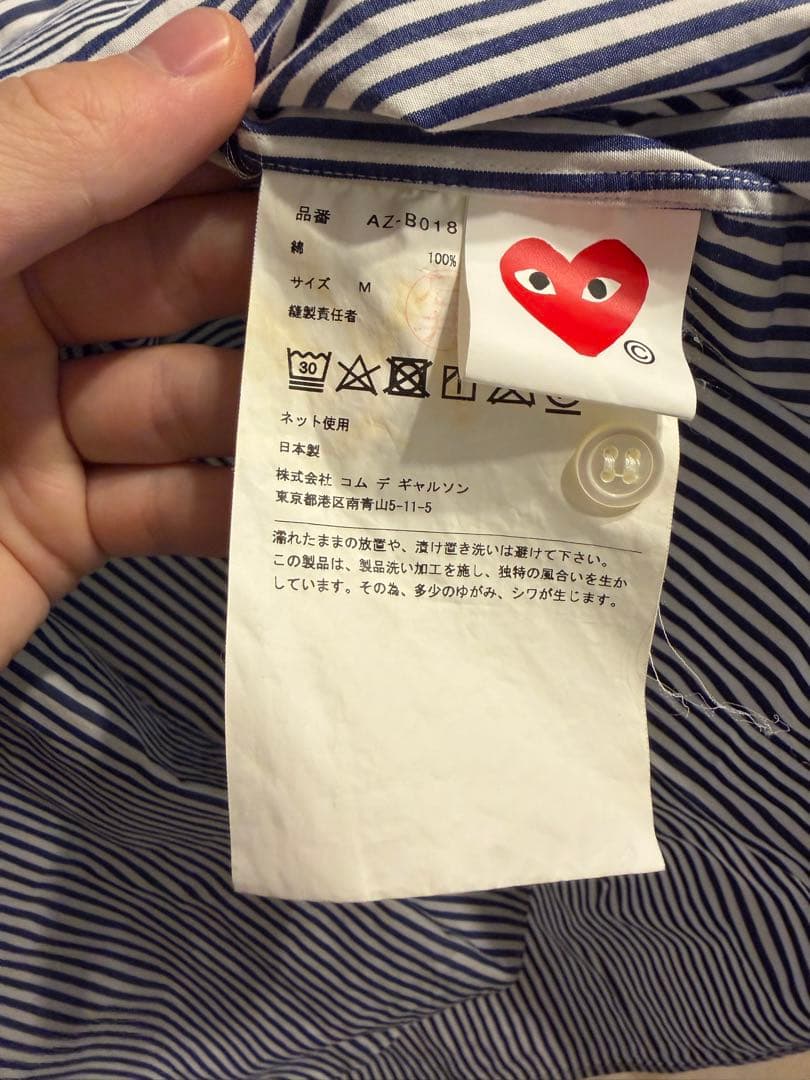 品番 AZ-B018
綿 100%
サイズ M
縫製責任者
30
©
ネット使用
日本製
株式会社 コム デ ギャルソン
東京都港区南青山5-11-5
濡れたままの放置や、漬け置き洗いは避けて下さい。
この製品は、製品洗い加工を施し、独特の風合いを生か
しています。その為、多少のゆがみ、シワが生じます。